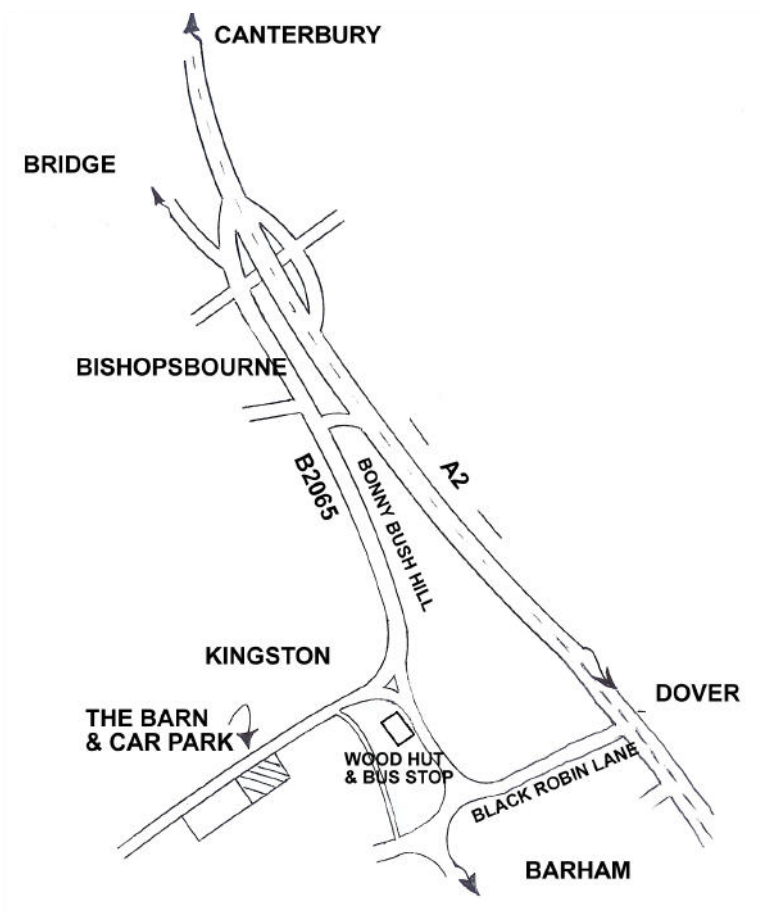 CANTERBURY
BRIDGE
BISHOPSBOURNE
A2
B2065
BONNY BUSH HILL
KINGSTON
DOVER
THE BARN
& CAR PARK
WOOD HUT
& BUS STOP
BLACK ROBIN LANE
BARHAM